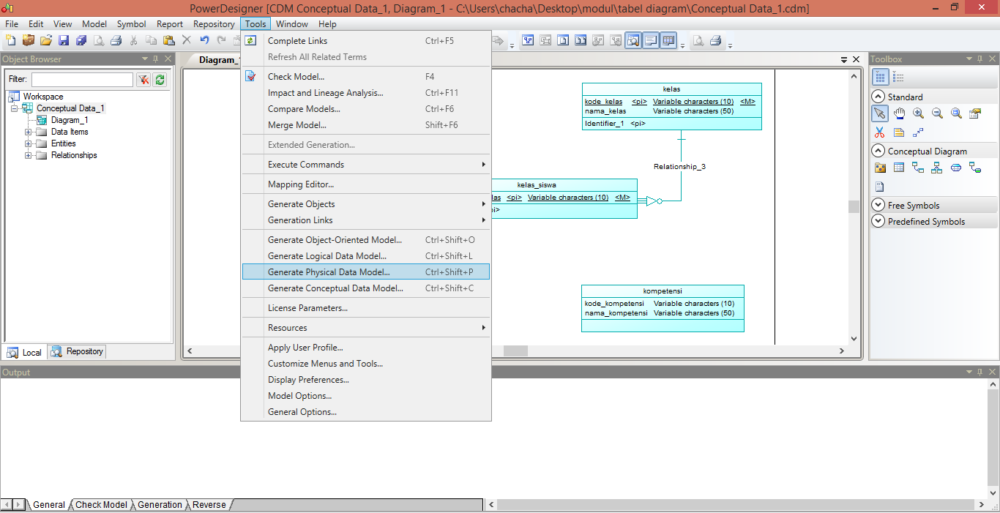 PowerDesigner [CDM Conceptual Data_1, Diagram_1 - C:\Users\chacha\Desktop\modul\tabel diagram\Conceptual Data_1.cdm]
File Edit View Model Symbol Report Repository Tools Window Help
Object Browser
Filter:
Workspace
Conceptual Data_1
Diagram_1
Data Items
Entities
Relationships
Local Repository
Complete Links Ctrl+F5
Refresh All Related Terms
Check Model... F4
Impact and Lineage Analysis... Ctrl+F11
Compare Models... Ctrl+F6
Merge Model... Shift+F6
Extended Generation...
Execute Commands
Mapping Editor...
Generate Objects
Generation Links
Generate Object-Oriented Model... Ctrl+Shift+O
Generate Logical Data Model... Ctrl+Shift+L
Generate Physical Data Model... Ctrl+Shift+P
Generate Conceptual Data Model... Ctrl+Shift+C
License Parameters...
Resources
Apply User Profile...
Customize Menus and Tools...
Display Preferences...
Model Options...
General Options...
Diagram_
kelas
kode_kelas <pi> Variable characters (10) <M>
nama_kelas Variable characters (50)
Identifier_1 <pi>
Relationship_3
kelas_siswa
las <pi> Variable characters (10) <M>
pi>
kompetensi
kode_kompetensi Variable characters (10)
nama_kompetensi Variable characters (50)
Toolbox
Standard
Conceptual Diagram
Free Symbols
Predefined Symbols
Output
General Check Model Generation Reverse